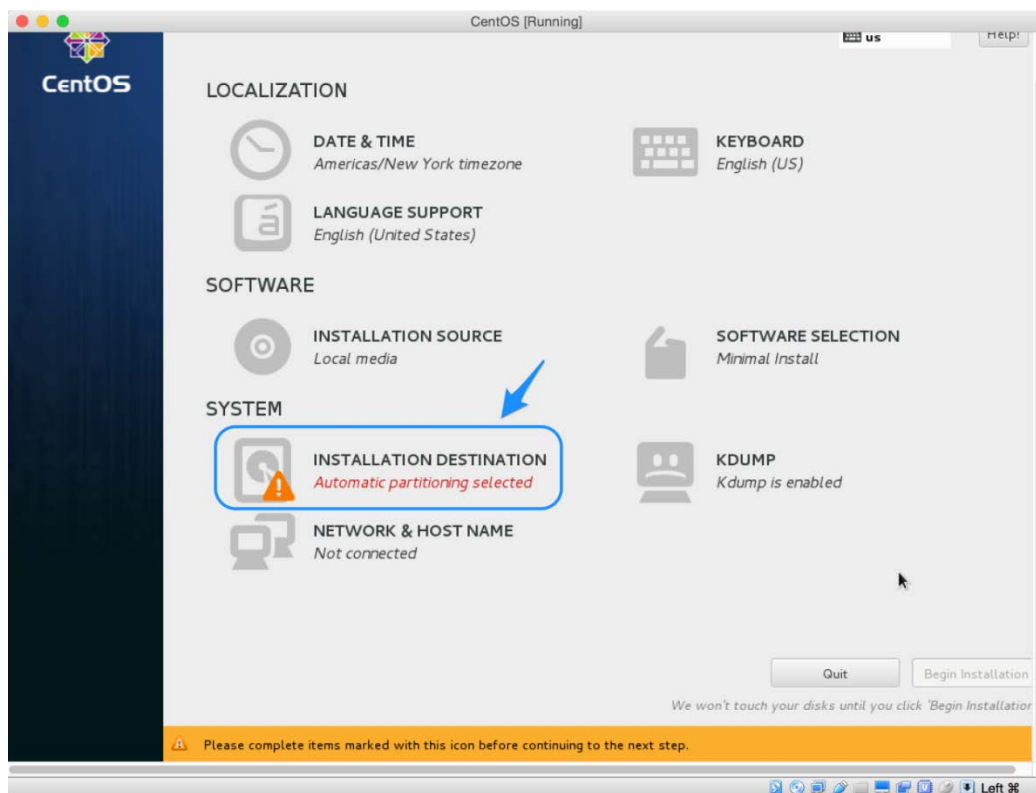 CentOS [Running]
us
Help!
CentOS
LOCALIZATION
DATE & TIME
Americas/New York timezone
KEYBOARD
English (US)
LANGUAGE SUPPORT
English (United States)
SOFTWARE
INSTALLATION SOURCE
Local media
SOFTWARE SELECTION
Minimal Install
SYSTEM
INSTALLATION DESTINATION
Automatic partitioning selected
KDUMP
Kdump is enabled
NETWORK & HOST NAME
Not connected
Quit
Begin Installation
We won't touch your disks until you click 'Begin Installation
Please complete items marked with this icon before continuing to the next step.
Left ⌘